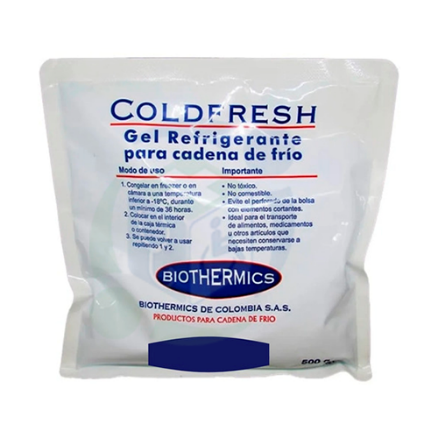 COLDFRESH
Gel Refrigerante
para cadena de frío
Modo de uso
1. Congelar en freezer o en
cámara a una temperatura
inferior a -18°C, durante
un mínimo de 36 horas.
2. Colocar en el interior
de la caja térmica
o contenedor.
3. Se puede volver a usar
repitiendo 1 y 2.
Importante
• No tóxico.
• No comestible.
• Evite el perforado de la bolsa
con elementos cortantes.
• Ideal para el transporte
de alimentos, medicamentos
u otros artículos que
necesiten conservarse a
bajas temperaturas.
BIOTHERMICS
BIOTHERMICS DE COLOMBIA S.A.S.
PRODUCTOS PARA CADENA DE FRIO
500